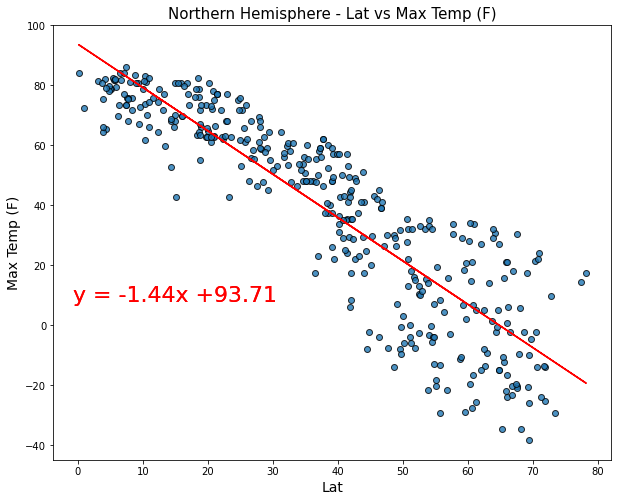 Northern Hemisphere - Lat vs Max Temp (F)
100
80
60
40
20
0
−20
−40
Max Temp (F)
y = -1.44x +93.71
0 10 20 30 40 50 60 70 80
Lat